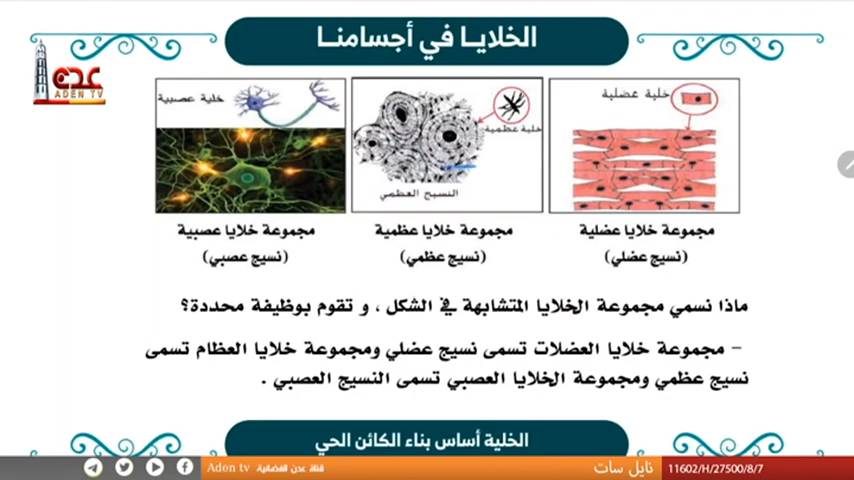 الخلايا في أجسامنا
عدن
ADEN TV
خلية عضلية
خلية عظمية
النسيج العظمي
خلية عصبية
مجموعة خلايا عضلية
(نسيج عضلي)
مجموعة خلايا عظمية
(نسيج عظمي)
مجموعة خلايا عصبية
(نسيج عصبي)
ماذا نسمي مجموعة الخلايا المتشابهة في الشكل ، و تقوم بوظيفة محددة؟
– مجموعة خلايا العضلات تسمى نسيج عضلي ومجموعة خلايا العظام تسمى
نسيج عظمي ومجموعة الخلايا العصبي تسمى النسيج العصبي .
الخلية أساس بناء الكائن الحي
Aden tv قناة عدن الفضائية
نايل سات
11602/H/27500/8/7